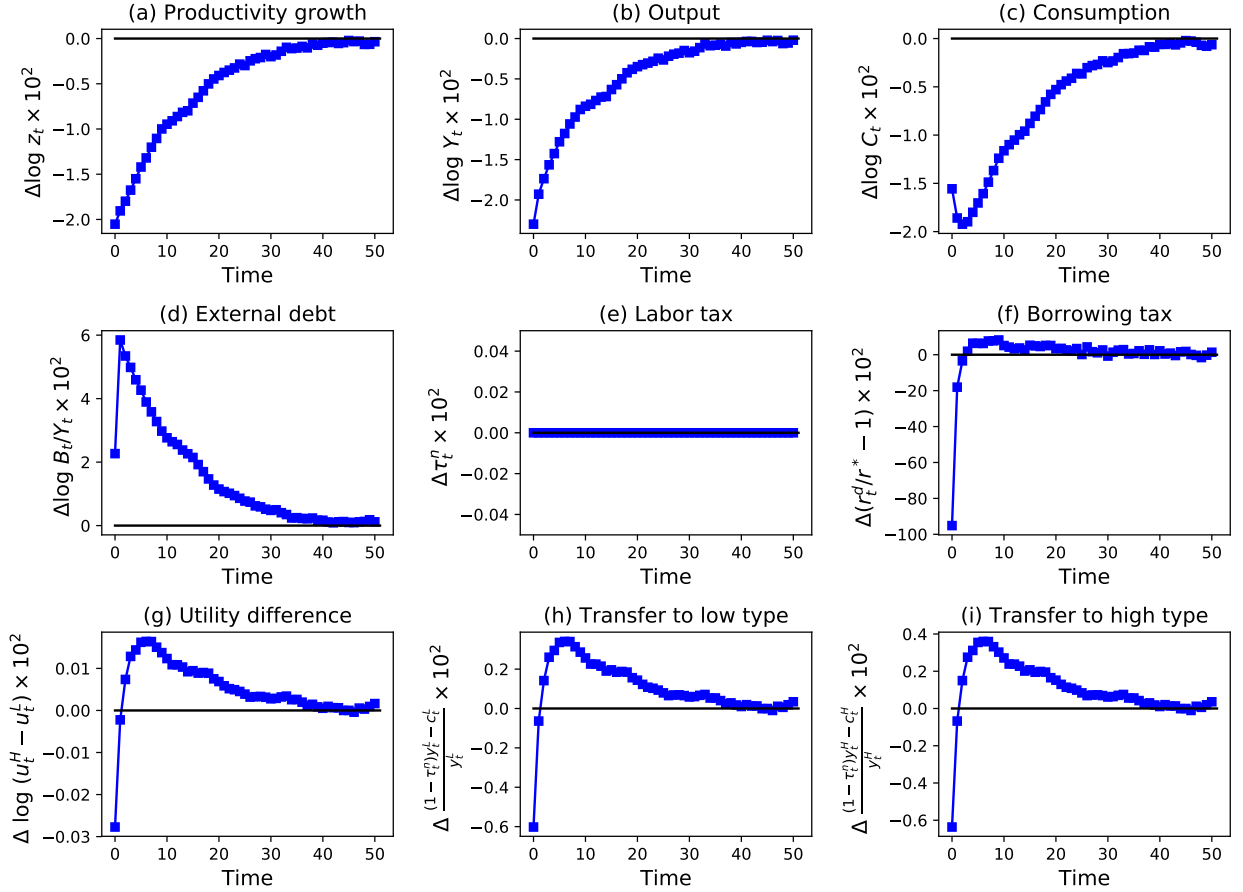 (a) Productivity growth
Δlog z_t × 10^2
0.0
−0.5
−1.0
−1.5
−2.0
0 10 20 30 40 50
Time
(b) Output
Δlog Y_t × 10^2
0.0
−0.5
−1.0
−1.5
−2.0
0 10 20 30 40 50
Time
(c) Consumption
Δlog C_t × 10^2
0.0
−0.5
−1.0
−1.5
−2.0
0 10 20 30 40 50
Time
(d) External debt
Δlog B_t/Y_t × 10^2
6
4
2
0
0 10 20 30 40 50
Time
(e) Labor tax
Δτ_t^n × 10^2
0.04
0.02
0.00
−0.02
−0.04
0 10 20 30 40 50
Time
(f) Borrowing tax
Δ(r_t^d/r^* − 1) × 10^2
0
−20
−40
−60
−80
−100
0 10 20 30 40 50
Time
(g) Utility difference
Δ log (u_t^H − u_t^L) × 10^2
0.01
0.00
−0.01
−0.02
−0.03
0 10 20 30 40 50
Time
(h) Transfer to low type
Δ ((1 − τ_t^n)y_t^L − c_t^L)/y_t^L × 10^2
0.2
0.0
−0.2
−0.4
−0.6
0 10 20 30 40 50
Time
(i) Transfer to high type
Δ ((1 − τ_t^n)y_t^H − c_t^H)/y_t^H × 10^2
0.4
0.2
0.0
−0.2
−0.4
−0.6
0 10 20 30 40 50
Time